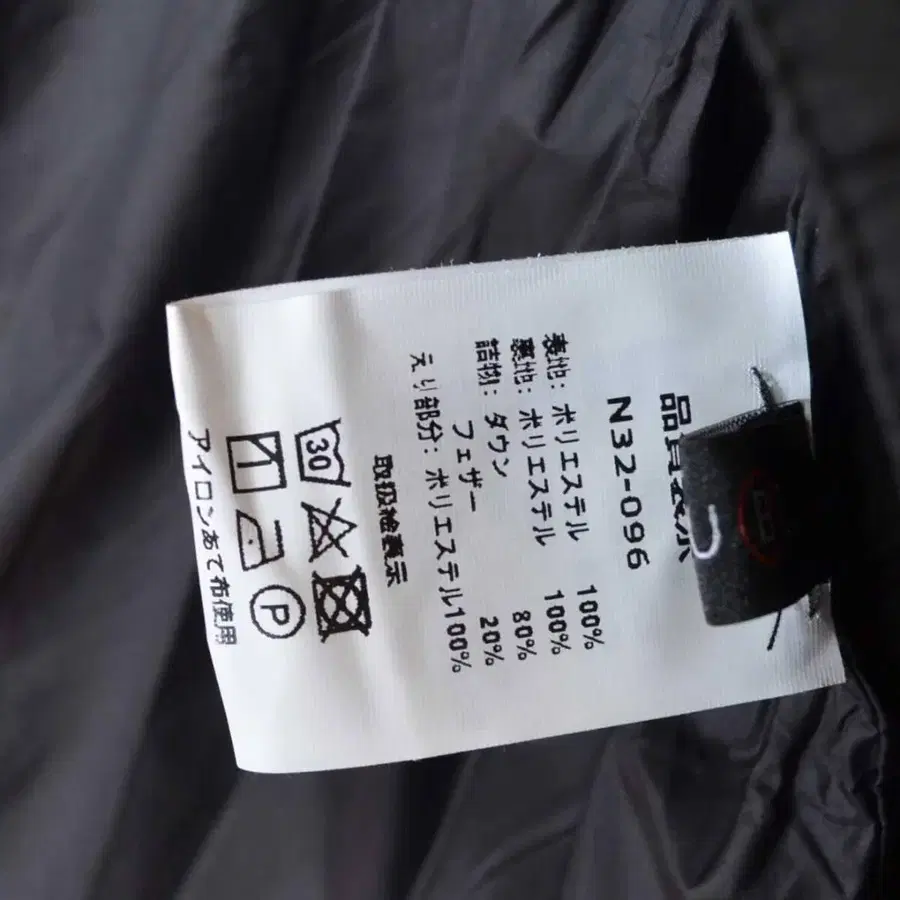 品質表示
N32-096
表地: ポリエステル 100%
裏地: ポリエステル 100%
詰物: ダウン 80%
フェザー 20%
えり部分: ポリエステル100%
取扱絵表示
30
P
アイロンあて布使用